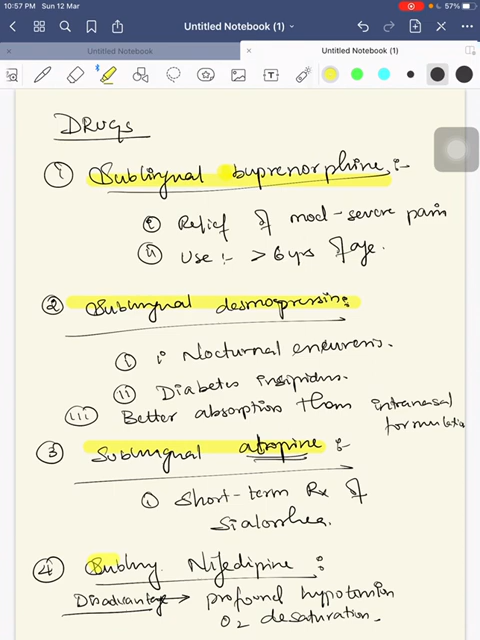 10:57 PM Sun 12 Mar
57%
Untitled Notebook (1)
Untitled Notebook
Untitled Notebook (1)
DRUGS
1 Sublingual buprenorphine :-
i Relief of mod-severe pain
ii Use :- > 6 yrs of age.
2 Sublingual desmopressin :
i : Nocturnal enuresis.
ii Diabetes insipidus.
iii Better absorption than intranasal
formulation
3 Sublingual atropine :-
i Short-term Rx of
Sialorrhea.
4 Subling. Nifedipine :
Disadvantage → profound hypotension
O2 desaturation.